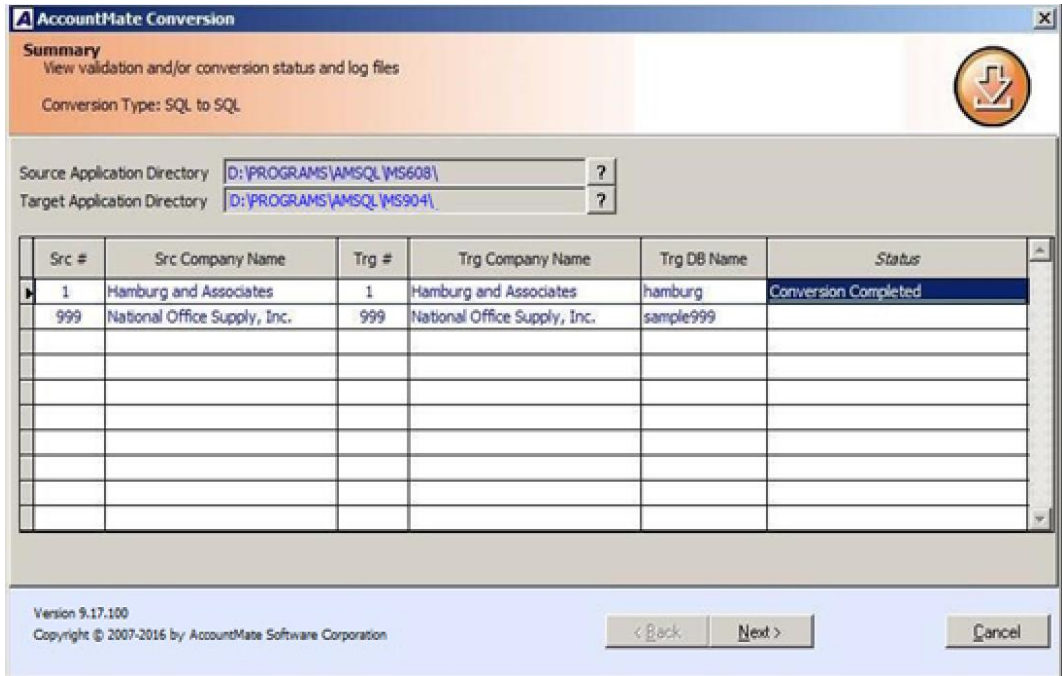 AccountMate Conversion
Summary
View validation and/or conversion status and log files
Conversion Type: SQL to SQL
Source Application Directory D:\PROGRAMS\AMSQL\MS608\ ?
Target Application Directory D:\PROGRAMS\AMSQL\MS904\ ?
Src # Src Company Name Trg # Trg Company Name Trg DB Name Status
1 Hamburg and Associates 1 Hamburg and Associates hamburg Conversion Completed
999 National Office Supply, Inc. 999 National Office Supply, Inc. sample999
Version 9.17.100
Copyright © 2007-2016 by AccountMate Software Corporation
< Back Next > Cancel